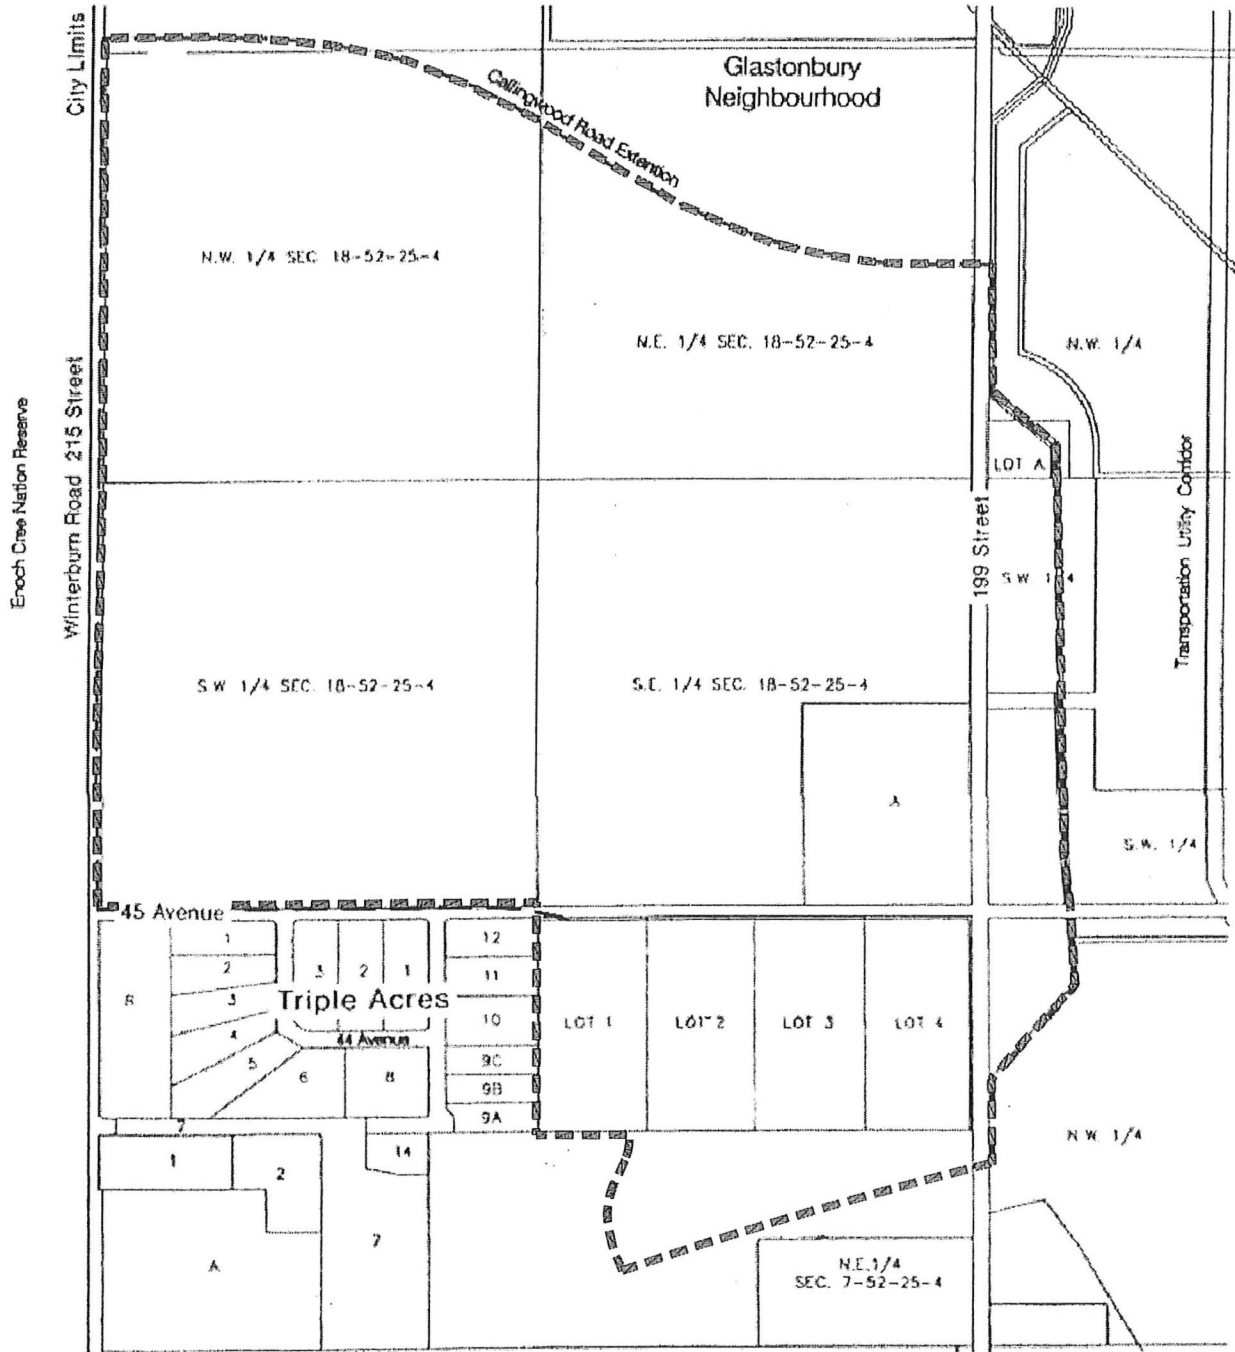 City Limits
Glastonbury
Neighbourhood
Callingwood Road Extention
N.W. 1/4 SEC 18-52-25-4
N.E. 1/4 SEC. 18-52-25-4
N.W. 1/4
Enoch Cree Nation Reserve
Winterburn Road 215 Street
LOT A
199 Street
S.W. 1/4
Transportation Utility Corridor
S.W 1/4 SEC. 18-52-25-4
S.E. 1/4 SEC. 18-52-25-4
A
S.W. 1/4
45 Avenue
1
2
3
4
5
6
3
2
1
12
11
10
9C
9B
9A
Triple Acres
44 Avenue
8
LOT 1
LOT 2
LOT 3
LOT 4
7
1
2
14
7
A
N.W. 1/4
N.E.1/4
SEC. 7-52-25-4